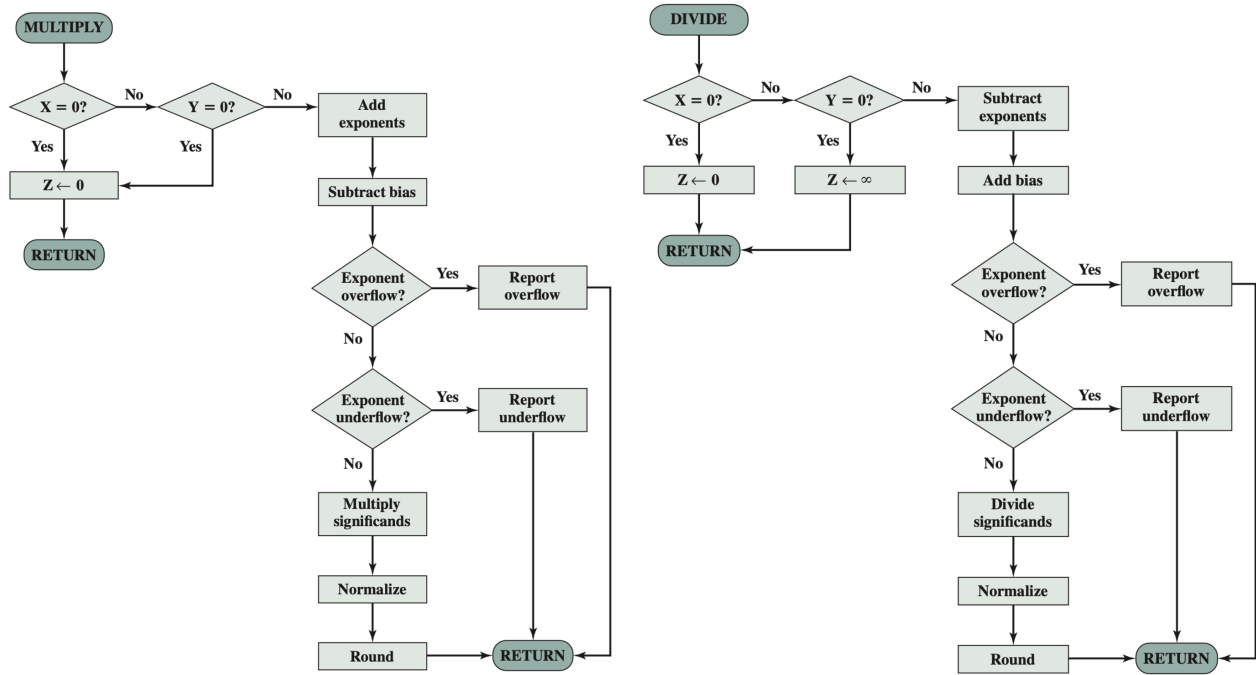 MULTIPLY
X = 0?
No
Y = 0?
No
Add
exponents
Yes
Yes
Z ← 0
RETURN
Subtract bias
Exponent
overflow?
Yes
Report
overflow
No
Exponent
underflow?
Yes
Report
underflow
No
Multiply
significands
Normalize
Round
RETURN
DIVIDE
X = 0?
No
Y = 0?
No
Subtract
exponents
Yes
Yes
Z ← 0
Z ← ∞
RETURN
Add bias
Exponent
overflow?
Yes
Report
overflow
No
Exponent
underflow?
Yes
Report
underflow
No
Divide
significands
Normalize
Round
RETURN